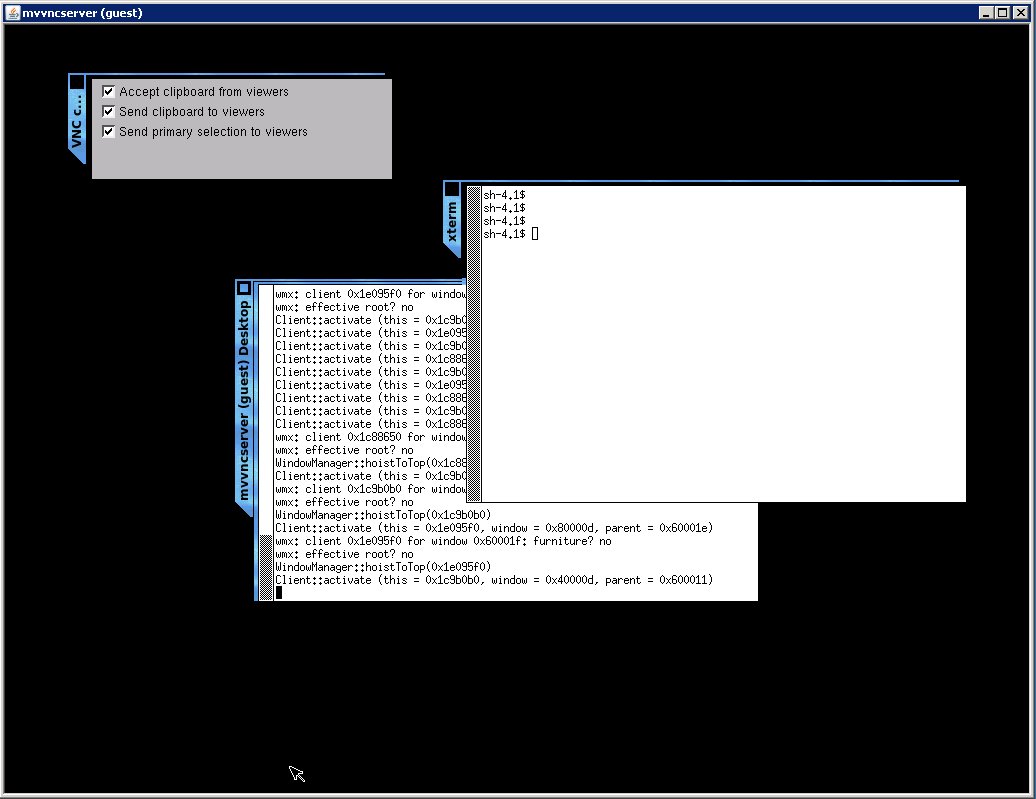 mvvncserver (guest)
VNC c...
Accept clipboard from viewers
Send clipboard to viewers
Send primary selection to viewers
xterm
sh-4.1$
sh-4.1$
sh-4.1$
sh-4.1$
mvvncserver (guest) Desktop
wmx: client 0x1e095f0 for window
wmx: effective root? no
Client::activate (this = 0x1c9b0
Client::activate (this = 0x1e095
Client::activate (this = 0x1c9b0
Client::activate (this = 0x1c886
Client::activate (this = 0x1c9b0
Client::activate (this = 0x1e095
Client::activate (this = 0x1c886
Client::activate (this = 0x1c9b0
Client::activate (this = 0x1c886
wmx: client 0x1c88650 for window
wmx: effective root? no
WindowManager::hoistToTop(0x1c88
Client::activate (this = 0x1c9b0
wmx: client 0x1c9b0b0 for window
wmx: effective root? no
WindowManager::hoistToTop(0x1c9b0b0)
Client::activate (this = 0x1e095f0, window = 0x80000d, parent = 0x60001e)
wmx: client 0x1e095f0 for window 0x60001f: furniture? no
wmx: effective root? no
WindowManager::hoistToTop(0x1e095f0)
Client::activate (this = 0x1c9b0b0, window = 0x40000d, parent = 0x600011)